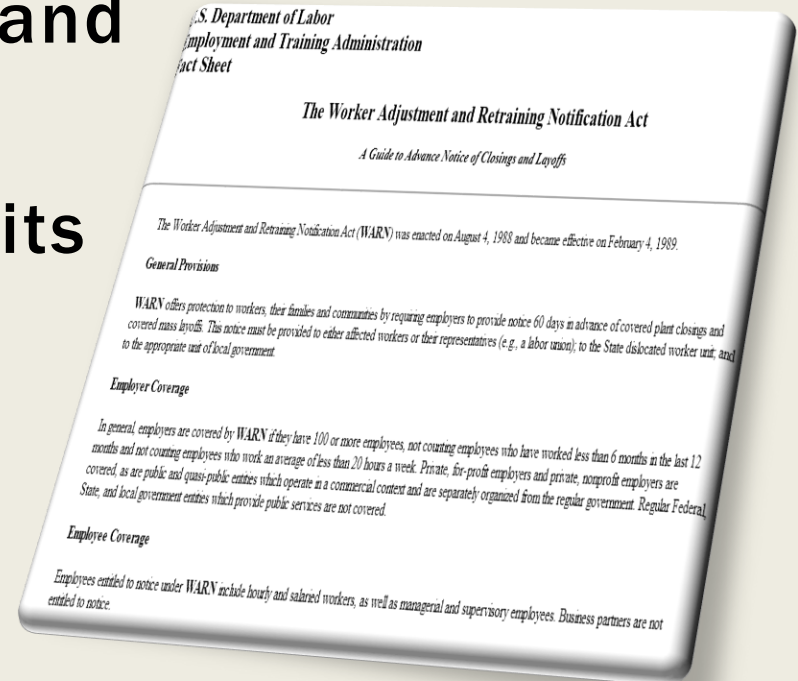 and
its
.S. Department of Labor
mployment and Training Administration
act Sheet
The Worker Adjustment and Retraining Notification Act
A Guide to Advance Notice of Closings and Layoffs
The Worker Adjustment and Retraining Notification Act (WARN) was enacted on August 4, 1988 and became effective on February 4, 1989.
General Provisions
WARN offers protection to workers, their families and communities by requiring employers to provide notice 60 days in advance of covered plant closings and
covered mass layoffs. This notice must be provided to either affected workers or their representatives (e.g., a labor union); to the State dislocated worker unit; and
to the appropriate unit of local government.
Employer Coverage
In general, employers are covered by WARN if they have 100 or more employees, not counting employees who have worked less than 6 months in the last 12
months and not counting employees who work an average of less than 20 hours a week. Private, for-profit employers and private, nonprofit employers are
covered, as are public and quasi-public entities which operate in a commercial context and are separately organized from the regular government. Regular Federal,
State, and local government entities which provide public services are not covered.
Employee Coverage
Employees entitled to notice under WARN include hourly and salaried workers, as well as managerial and supervisory employees. Business partners are not
entitled to notice.